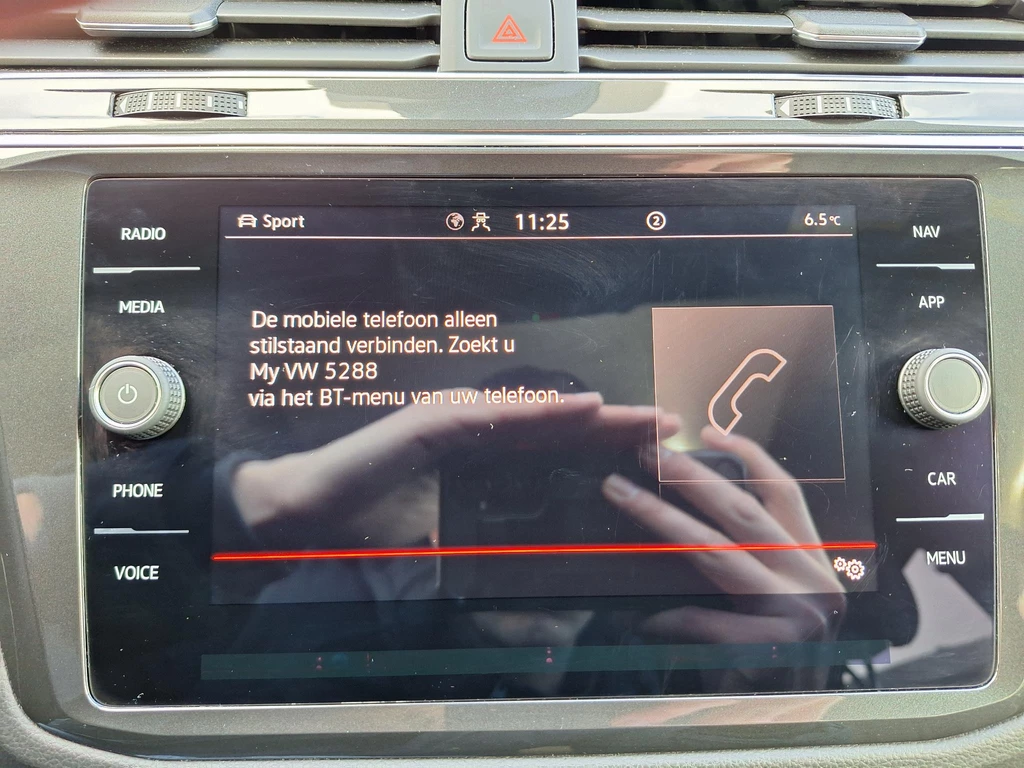 RADIO
MEDIA
PHONE
VOICE
Sport
11:25
2
6.5°C
De mobiele telefoon alleen
stilstaand verbinden. Zoekt u
My VW 5288
via het BT-menu van uw telefoon.
NAV
APP
CAR
MENU